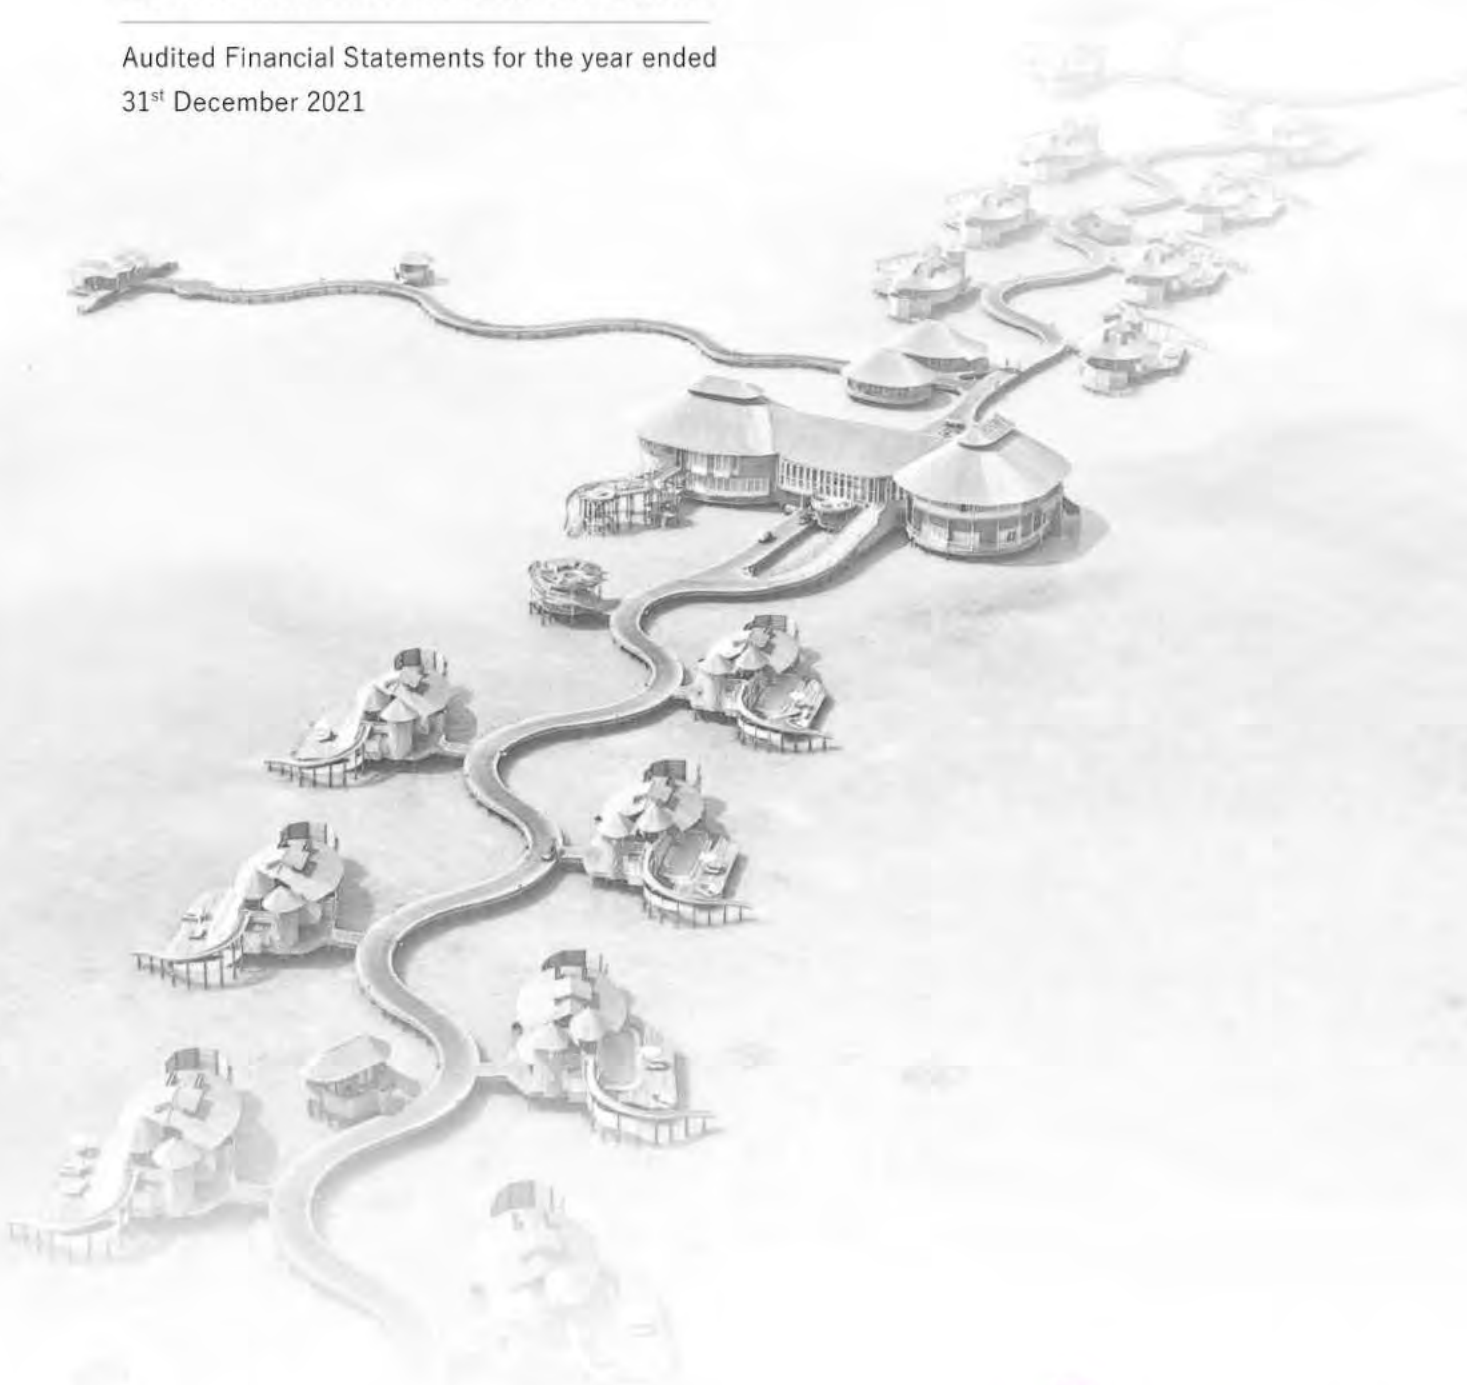 Audited Financial Statements for the year ended
31st December 2021